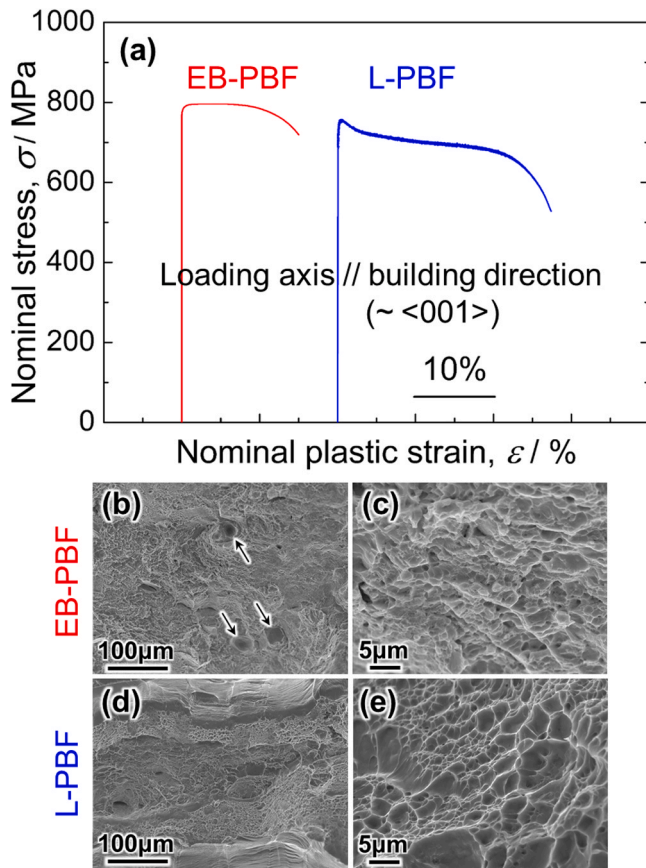 1000
(a)
EB-PBF
L-PBF
800
600
400
200
0
Nominal stress, σ / MPa
Loading axis // building direction
(~ <001>)
10%
Nominal plastic strain, ε / %
EB-PBF
(b)
100μm
(c)
5μm
L-PBF
(d)
100μm
(e)
5μm